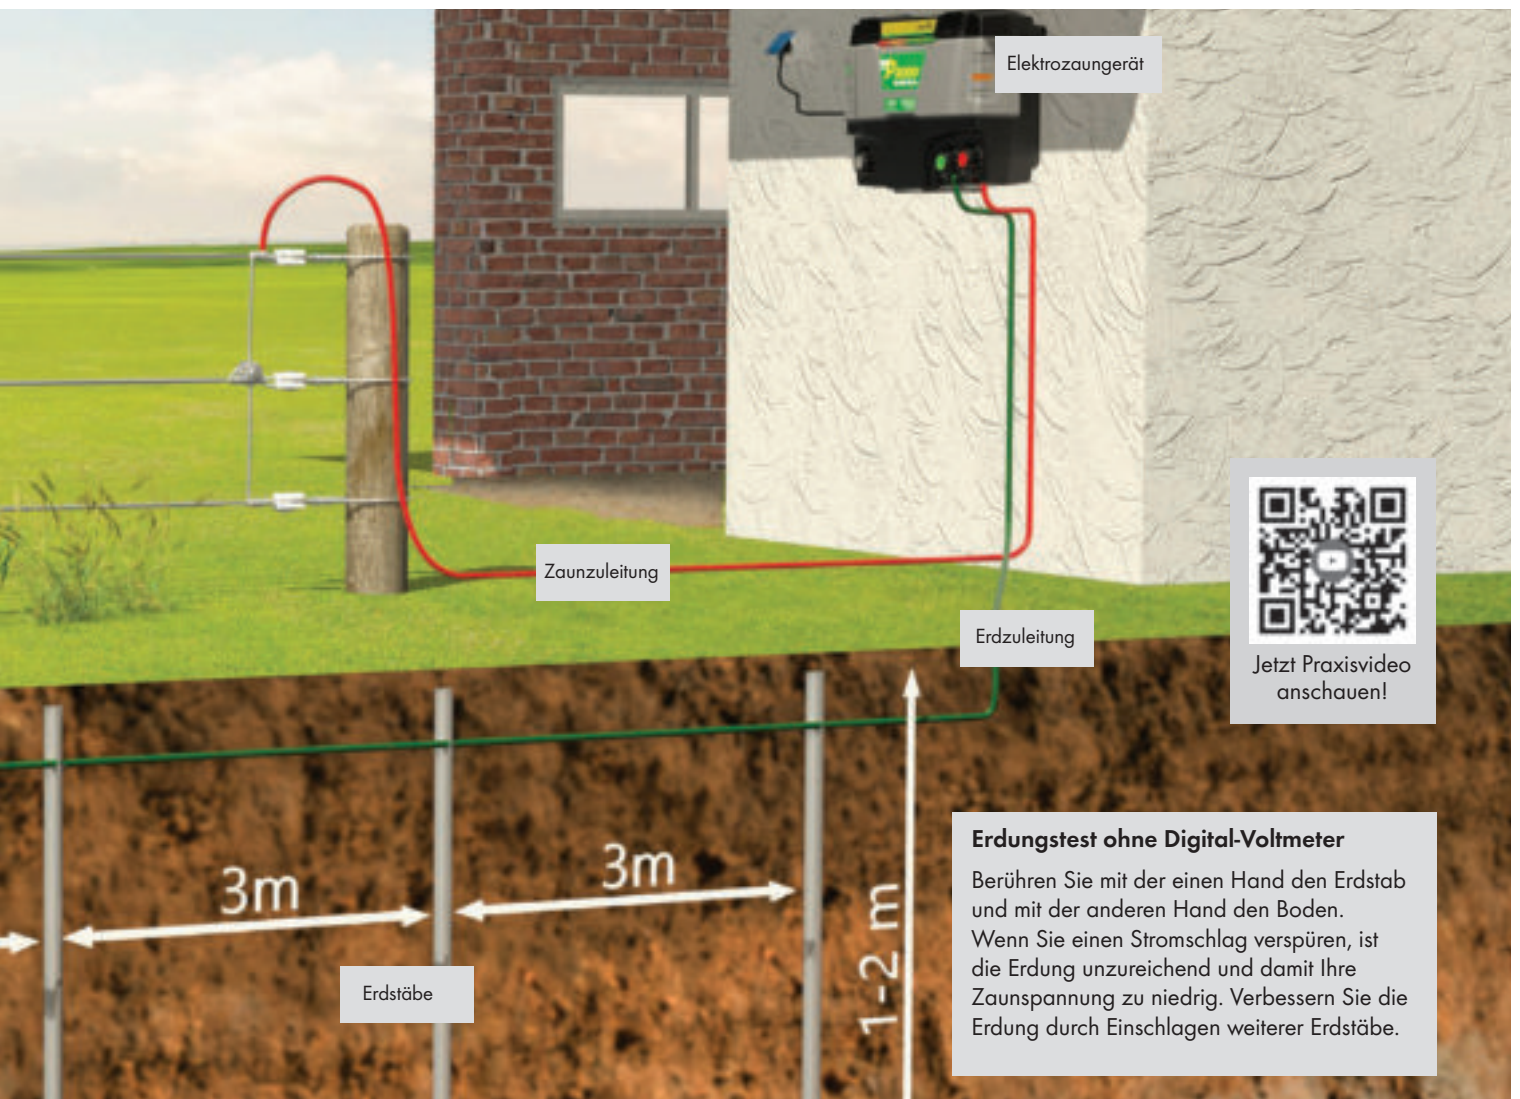 Elektrozaungerät
Zaunzuleitung
Erdzuleitung
Jetzt Praxisvideo
anschauen!
3m
3m
1-2 m
Erdstäbe
Erdungstest ohne Digital-Voltmeter
Berühren Sie mit der einen Hand den Erdstab
und mit der anderen Hand den Boden.
Wenn Sie einen Stromschlag verspüren, ist
die Erdung unzureichend und damit Ihre
Zaunspannung zu niedrig. Verbessern Sie die
Erdung durch Einschlagen weiterer Erdstäbe.